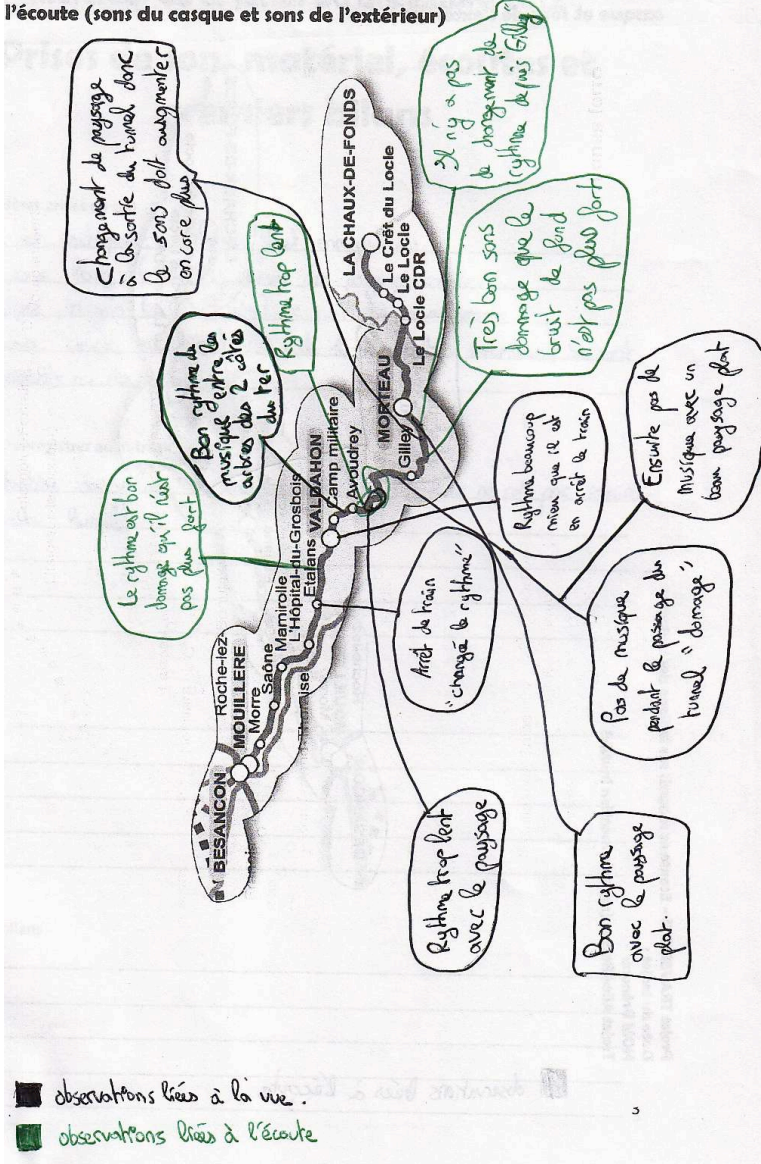 l'écoute (sons du casque et sons de l'extérieur)
Changement de paysage
à la sortie du tunnel donc
le son doit augmenter
encore plus
Il n'y a pas
de changement de
rythme depuis Gilley
Rythme trop lent
Bon rythme de
musique entre les
arbres des 2 côtés
du ter
Le rythme est bon
domage qu'il n'est
pas plus fort
Très bon sons
dommage que le
bruit de fond
n'est pas plus fort
BESANCON
MOUILLERE
Roche-lez
Morre
Saône
Mamirolle
L'Hôpital-du-Grosbois
Etalans
VALDAHON
Camp militaire
Avoudrey
Gilley
MORTEAU
Le Locle CDR
Le Locle
Le Crêt du Locle
LA CHAUX-DE-FONDS
Rythme beaucoup
mieux que il est
en arrêt le train
Ensuite pas de
musique avec un
beau paysage plat
Arrêt de train
"changé le rythme"
Pas de musique
pendant le passage du
tunnel "domage"
Rythme trop lent
avec le paysage
Bon rythme
avec le paysage
plat.
observations liées à la vue.
observations liées à l'écoute